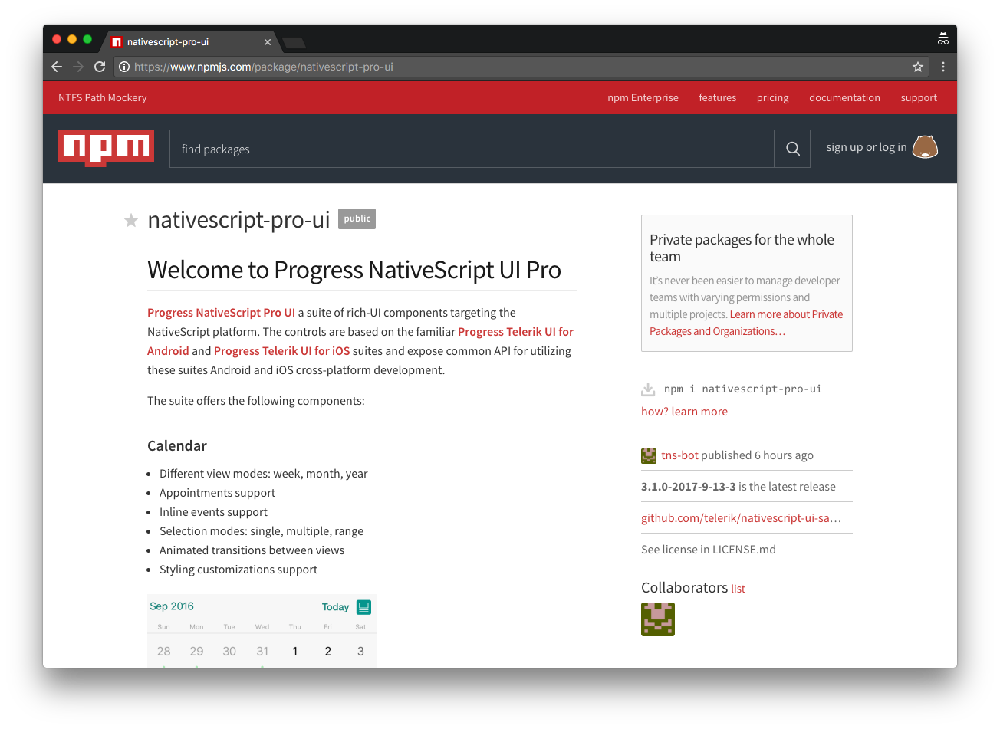 nativescript-pro-ui
https://www.npmjs.com/package/nativescript-pro-ui
NTFS Path Mockery
npm Enterprise
features
pricing
documentation
support
npm
find packages
sign up or log in
nativescript-pro-ui
public
Welcome to Progress NativeScript UI Pro
Progress NativeScript Pro UI a suite of rich-UI components targeting the
NativeScript platform. The controls are based on the familiar Progress Telerik UI for
Android and Progress Telerik UI for iOS suites and expose common API for utilizing
these suites Android and iOS cross-platform development.
The suite offers the following components:
Calendar
• Different view modes: week, month, year
• Appointments support
• Inline events support
• Selection modes: single, multiple, range
• Animated transitions between views
• Styling customizations support
Sep 2016
Today
Sun Mon Tue Wed Thu Fri Sat
28 29 30 31 1 2 3
Private packages for the whole
team
It's never been easier to manage developer
teams with varying permissions and
multiple projects. Learn more about Private
Packages and Organizations…
npm i nativescript-pro-ui
how? learn more
tns-bot published 6 hours ago
3.1.0-2017-9-13-3 is the latest release
github.com/telerik/nativescript-ui-sa…
See license in LICENSE.md
Collaborators list